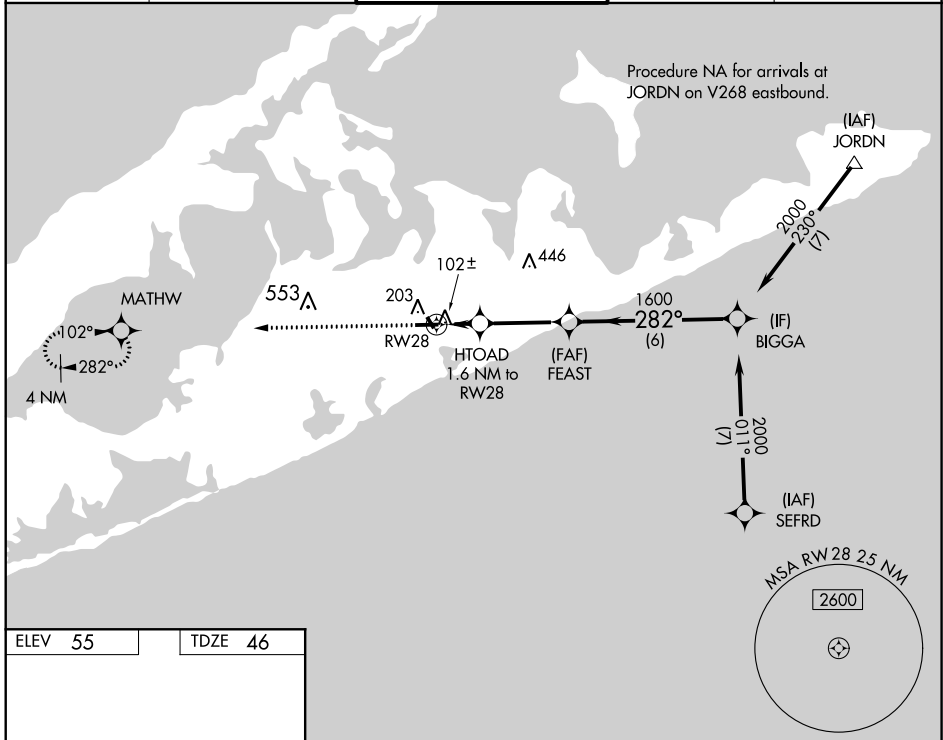 Procedure NA for arrivals at
JORDN on V268 eastbound.
(IAF)
JORDN
2000
230°
(7)
446
102±
553
203
MATHW
102°
282°
4 NM
RW28
HTOAD
1.6 NM to
RW28
(FAF)
FEAST
1600
282°
(6)
(IF)
BIGGA
2000
011°
(7)
(IAF)
SEFRD
MSA RW 28 25 NM
2600
ELEV 55
TDZE 46